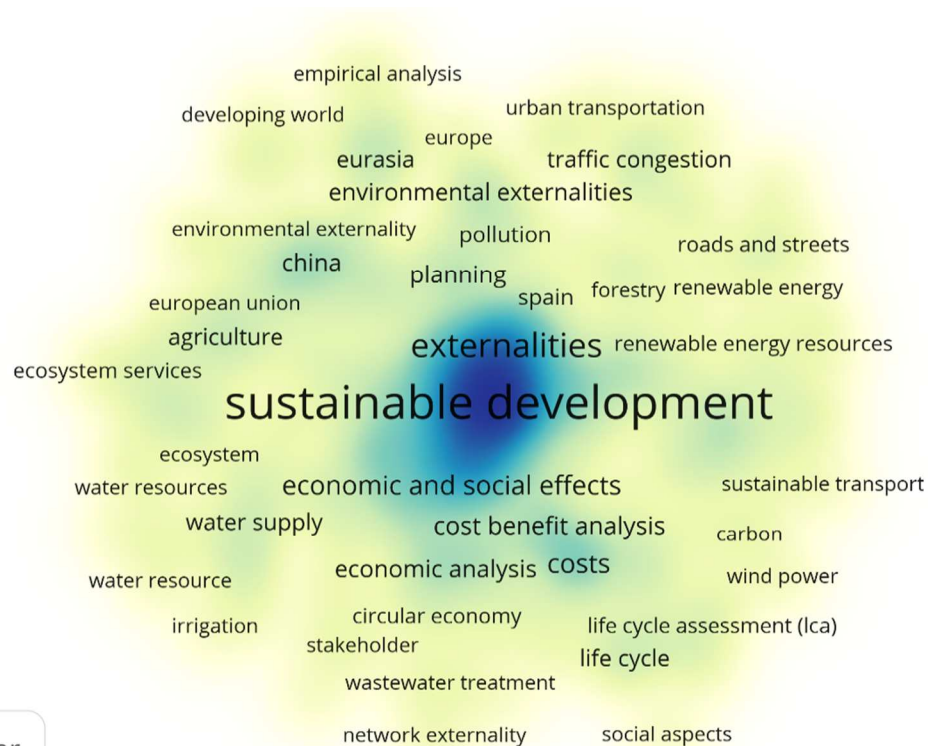 empirical analysis
developing world
urban transportation
europe
eurasia
traffic congestion
environmental externalities
environmental externality
pollution
roads and streets
china
planning
spain
forestry
renewable energy
european union
agriculture
externalities
renewable energy resources
ecosystem services
sustainable development
ecosystem
water resources
economic and social effects
sustainable transport
water supply
cost benefit analysis
carbon
economic analysis
costs
water resource
wind power
circular economy
irrigation
life cycle assessment (lca)
stakeholder
life cycle
wastewater treatment
network externality
social aspects